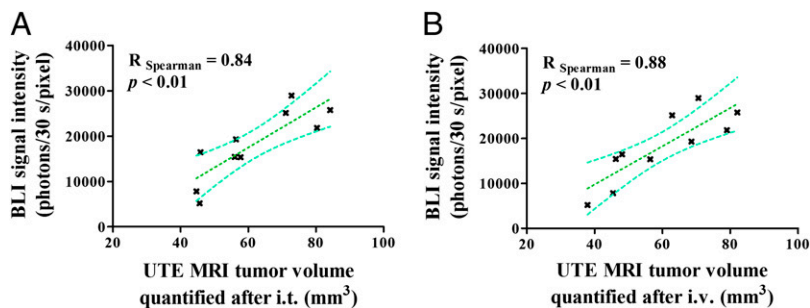 A
BLI signal intensity
(photons/30 s/pixel)
40000
30000
20000
10000
0
R Spearman = 0.84
p < 0.01
20
40
60
80
100
UTE MRI tumor volume
quantified after i.t. (mm³)
B
BLI signal intensity
(photons/30 s/pixel)
40000
30000
20000
10000
0
R Spearman = 0.88
p < 0.01
20
40
60
80
100
UTE MRI tumor volume
quantified after i.v. (mm³)